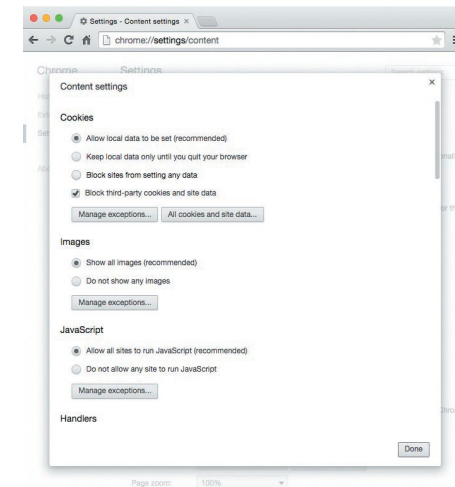 Settings - Content settings ×
chrome://settings/content
Chrome
Settings
Content settings
×
Cookies
Allow local data to be set (recommended)
Keep local data only until you quit your browser
Block sites from setting any data
Block third-party cookies and site data
Manage exceptions...
All cookies and site data...
Images
Show all images (recommended)
Do not show any images
Manage exceptions...
JavaScript
Allow all sites to run JavaScript (recommended)
Do not allow any site to run JavaScript
Manage exceptions...
Handlers
Done
Page zoom:
100%